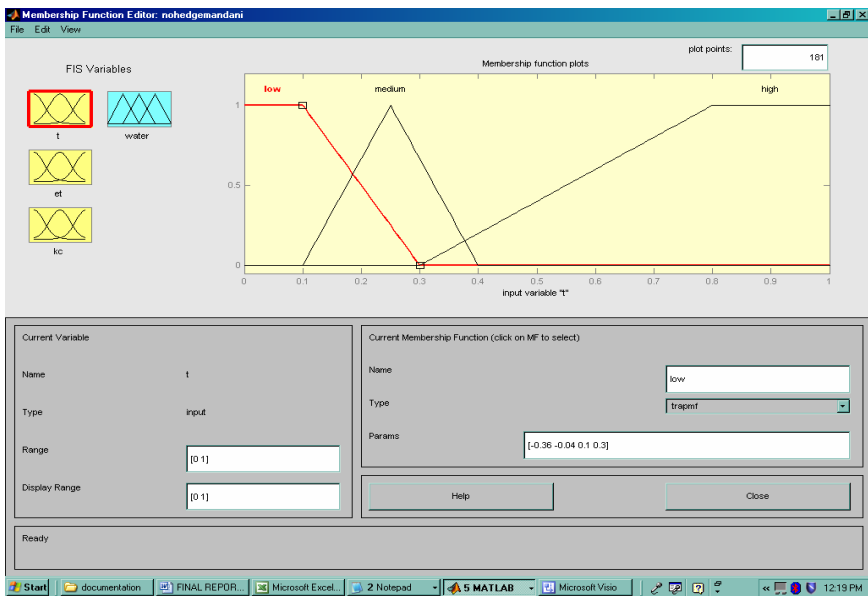 Membership Function Editor: nohedgemandani
File Edit View
FIS Variables
plot points:
181
Membership function plots
t
water
et
kc
low
medium
high
1
0.5
0
0
0.1
0.2
0.3
0.4
0.5
0.6
0.7
0.8
0.9
1
input variable "t"
Current Variable
Name
t
Type
input
Range
[0 1]
Display Range
[0 1]
Current Membership Function (click on MF to select)
Name
low
Type
trapmf
Params
[-0.36 -0.04 0.1 0.3]
Help
Close
Ready
Start
documentation
FINAL REPOR...
Microsoft Excel...
2 Notepad
5 MATLAB
Microsoft Visio
«
12:19 PM